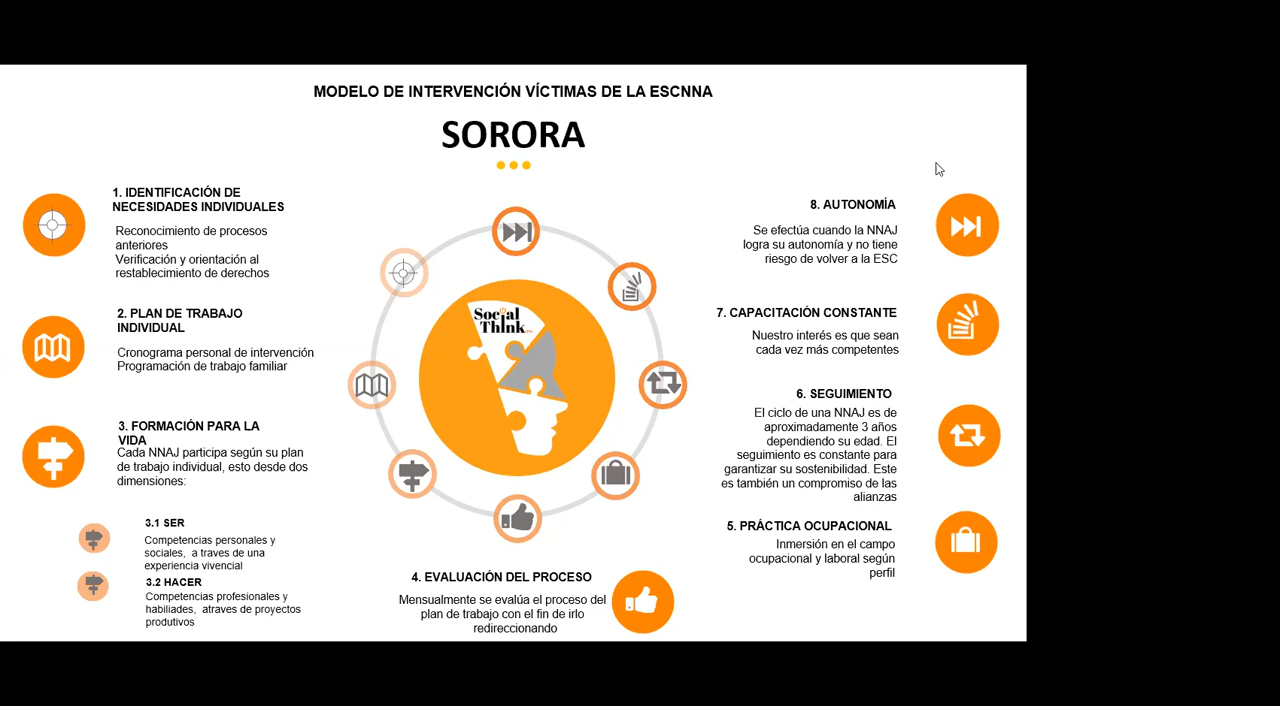 MODELO DE INTERVENCIÓN VÍCTIMAS DE LA ESCNNA
SORORA
1. IDENTIFICACIÓN DE
NECESIDADES INDIVIDUALES
Reconocimiento de procesos
anteriores
Verificación y orientación al
restablecimiento de derechos
2. PLAN DE TRABAJO
INDIVIDUAL
Cronograma personal de intervención
Programación de trabajo familiar
3. FORMACIÓN PARA LA
VIDA
Cada NNAJ participa según su plan
de trabajo individual, esto desde dos
dimensiones:
3.1 SER
Competencias personales y
sociales, a traves de una
experiencia vivencial
3.2 HACER
Competencias profesionales y
habiliades, atraves de proyectos
produtivos
Social
ThInk
4. EVALUACIÓN DEL PROCESO
Mensualmente se evalúa el proceso del
plan de trabajo con el fin de irlo
redireccionando
8. AUTONOMÍA
Se efectúa cuando la NNAJ
logra su autonomía y no tiene
riesgo de volver a la ESC
7. CAPACITACIÓN CONSTANTE
Nuestro interés es que sean
cada vez más competentes
6. SEGUIMIENTO
El ciclo de una NNAJ es de
aproximadamente 3 años
dependiendo su edad. El
seguimiento es constante para
garantizar su sostenibilidad. Este
es también un compromiso de las
alianzas
5. PRÁCTICA OCUPACIONAL
Inmersión en el campo
ocupacional y laboral según
perfil